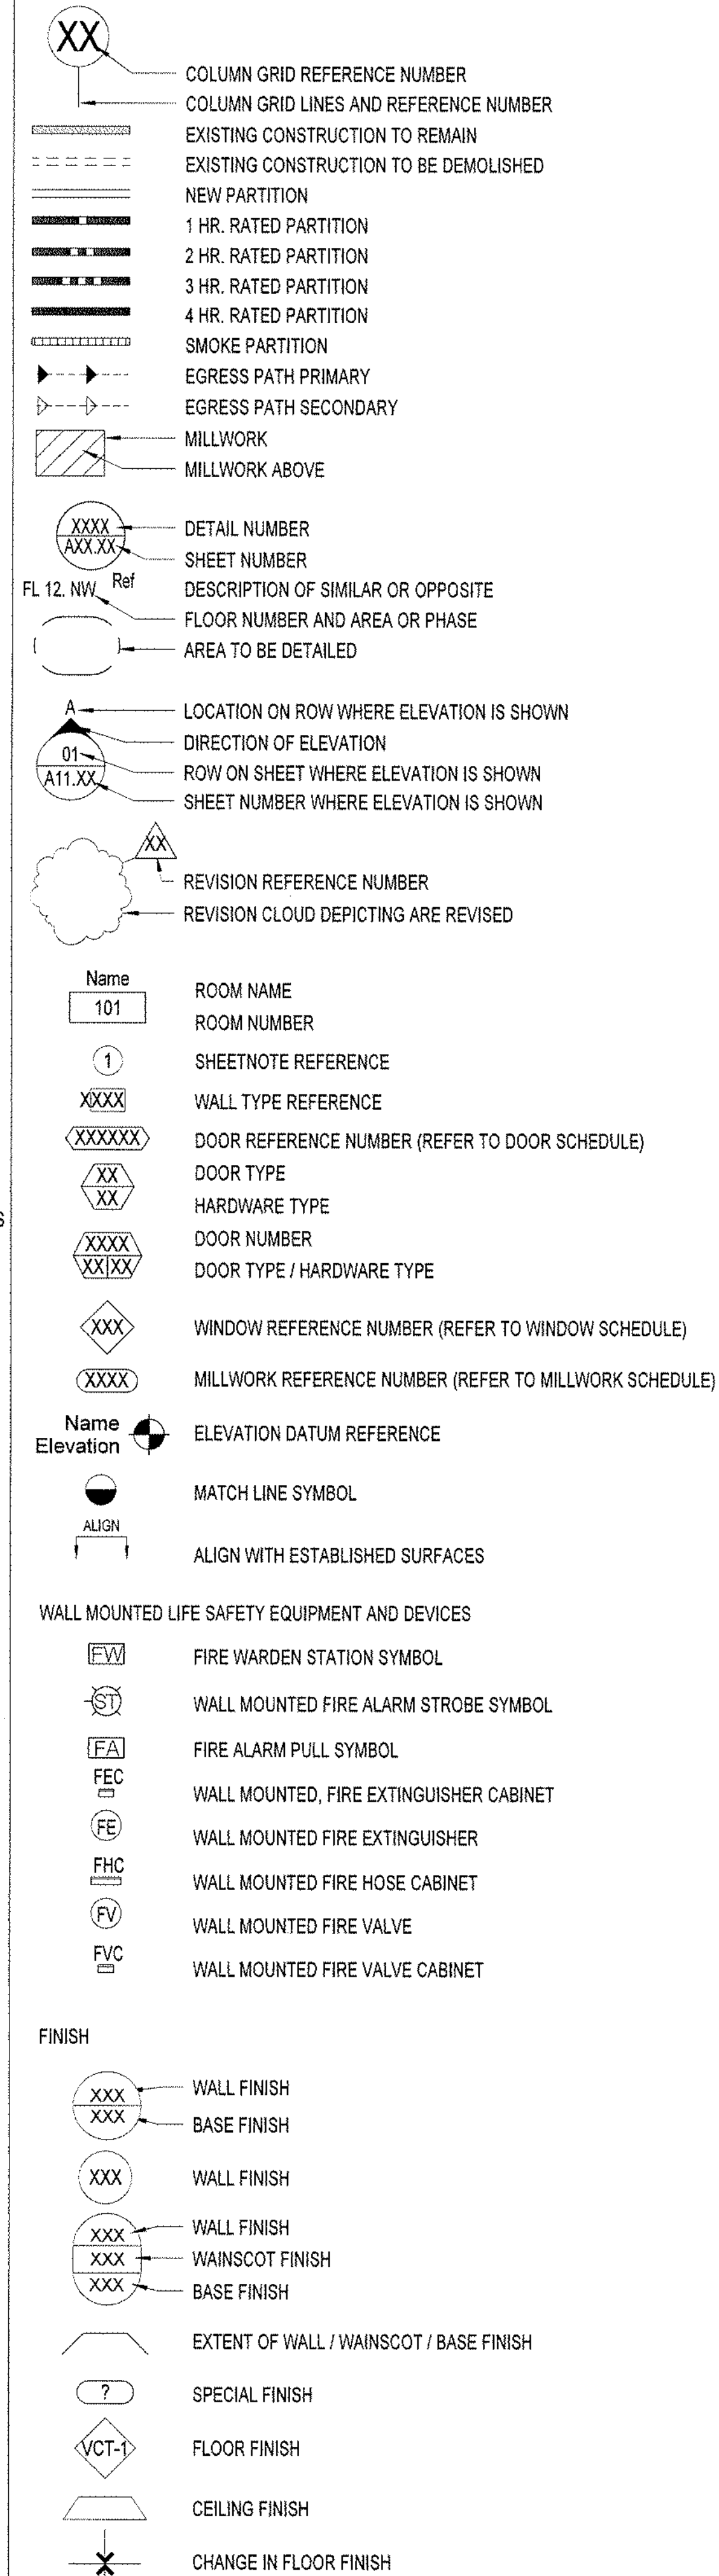 XX
COLUMN GRID REFERENCE NUMBER
COLUMN GRID LINES AND REFERENCE NUMBER
EXISTING CONSTRUCTION TO REMAIN
EXISTING CONSTRUCTION TO BE DEMOLISHED
NEW PARTITION
1 HR. RATED PARTITION
2 HR. RATED PARTITION
3 HR. RATED PARTITION
4 HR. RATED PARTITION
SMOKE PARTITION
EGRESS PATH PRIMARY
EGRESS PATH SECONDARY
MILLWORK
MILLWORK ABOVE
XXXX DETAIL NUMBER
AXX.XX SHEET NUMBER
Ref DESCRIPTION OF SIMILAR OR OPPOSITE
FL 12. NW FLOOR NUMBER AND AREA OR PHASE
AREA TO BE DETAILED
A LOCATION ON ROW WHERE ELEVATION IS SHOWN
DIRECTION OF ELEVATION
01 ROW ON SHEET WHERE ELEVATION IS SHOWN
A11.XX SHEET NUMBER WHERE ELEVATION IS SHOWN
XX
REVISION REFERENCE NUMBER
REVISION CLOUD DEPICTING ARE REVISED
Name ROOM NAME
101 ROOM NUMBER
1 SHEETNOTE REFERENCE
XXXX WALL TYPE REFERENCE
XXXXXX DOOR REFERENCE NUMBER (REFER TO DOOR SCHEDULE)
XX DOOR TYPE
XX HARDWARE TYPE
XXXX DOOR NUMBER
XX XX DOOR TYPE / HARDWARE TYPE
XXX WINDOW REFERENCE NUMBER (REFER TO WINDOW SCHEDULE)
XXXX MILLWORK REFERENCE NUMBER (REFER TO MILLWORK SCHEDULE)
Name
Elevation ELEVATION DATUM REFERENCE
MATCH LINE SYMBOL
ALIGN
ALIGN WITH ESTABLISHED SURFACES
WALL MOUNTED LIFE SAFETY EQUIPMENT AND DEVICES
FW FIRE WARDEN STATION SYMBOL
ST WALL MOUNTED FIRE ALARM STROBE SYMBOL
FA FIRE ALARM PULL SYMBOL
FEC WALL MOUNTED, FIRE EXTINGUISHER CABINET
FE WALL MOUNTED FIRE EXTINGUISHER
FHC WALL MOUNTED FIRE HOSE CABINET
FV WALL MOUNTED FIRE VALVE
FVC WALL MOUNTED FIRE VALVE CABINET
FINISH
XXX WALL FINISH
XXX BASE FINISH
XXX WALL FINISH
XXX WALL FINISH
XXX WAINSCOT FINISH
XXX BASE FINISH
EXTENT OF WALL / WAINSCOT / BASE FINISH
? SPECIAL FINISH
VCT-1 FLOOR FINISH
CEILING FINISH
CHANGE IN FLOOR FINISH